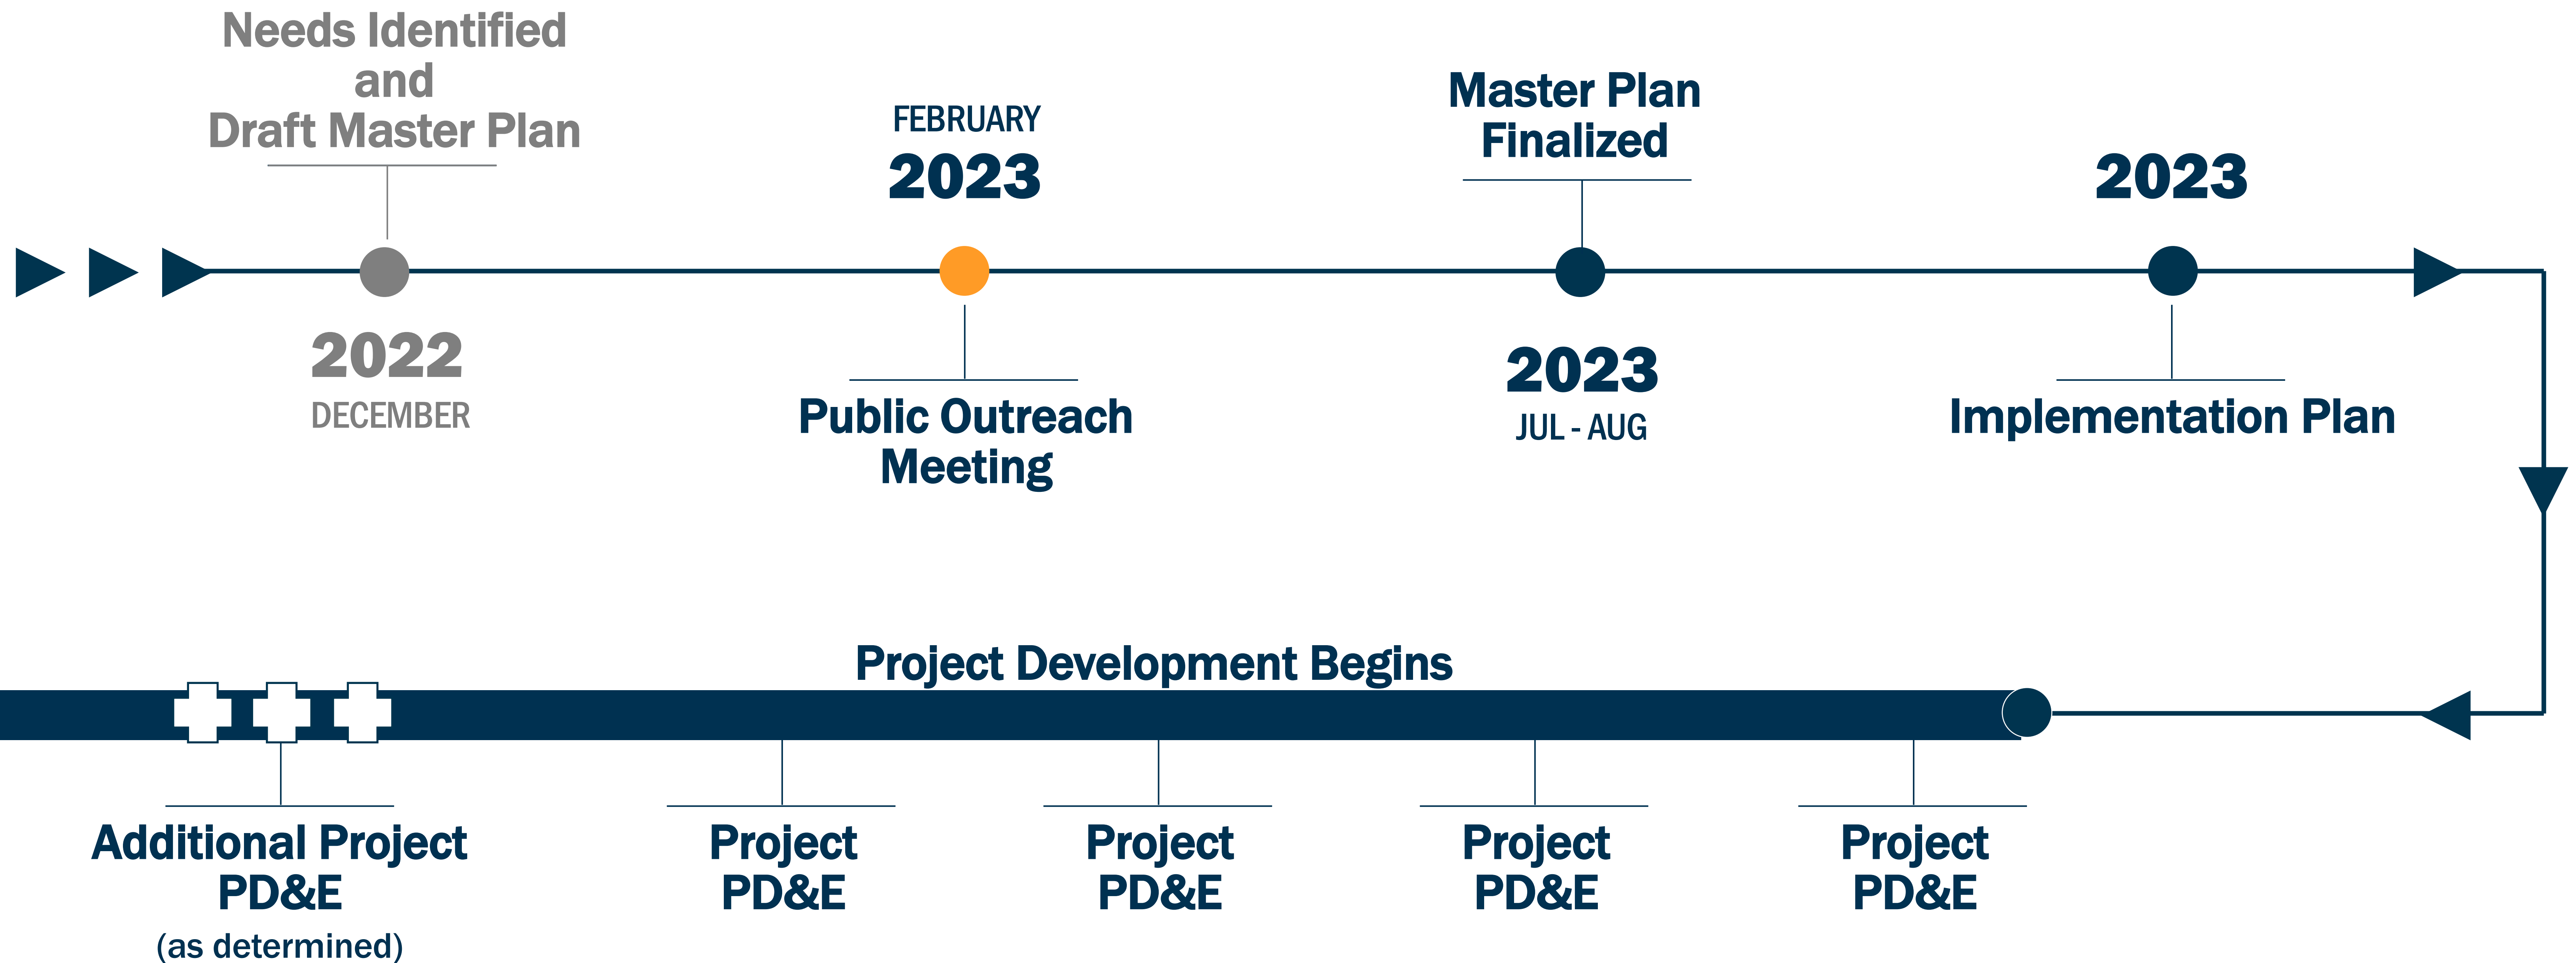 Needs Identified
and
Draft Master Plan
2022
DECEMBER
FEBRUARY
2023
Public Outreach
Meeting
Master Plan
Finalized
2023
JUL - AUG
2023
Implementation Plan
Project Development Begins
Additional Project
PD&E
(as determined)
Project
PD&E
Project
PD&E
Project
PD&E
Project
PD&E